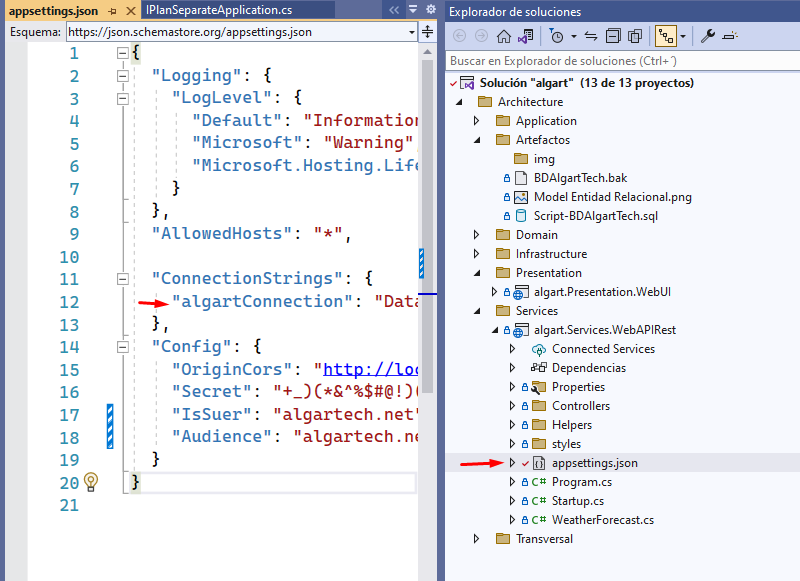 appsettings.json
IPlanSeparateApplication.cs
Esquema: https://json.schemastore.org/appsettings.json
1 {
2 "Logging": {
3 "LogLevel": {
4 "Default": "Information
5 "Microsoft": "Warning"
6 "Microsoft.Hosting.Life
7 }
8 },
9 "AllowedHosts": "*",
10
11 "ConnectionStrings": {
12 "algartConnection": "Data
13 },
14 "Config": {
15 "OriginCors": "http://loc
16 "Secret": "+_)(*&^%$#@!)(
17 "IsSuer": "algartech.net"
18 "Audience": "algartech.ne
19 }
20 }
21
Explorador de soluciones
Buscar en Explorador de soluciones (Ctrl+´)
Solución "algart" (13 de 13 proyectos)
Architecture
Application
Artefactos
img
BDAlgartTech.bak
Model Entidad Relacional.png
Script-BDAlgartTech.sql
Domain
Infrastructure
Presentation
algart.Presentation.WebUI
Services
algart.Services.WebAPIRest
Connected Services
Dependencias
Properties
Controllers
Helpers
styles
appsettings.json
C# Program.cs
C# Startup.cs
C# WeatherForecast.cs
Transversal